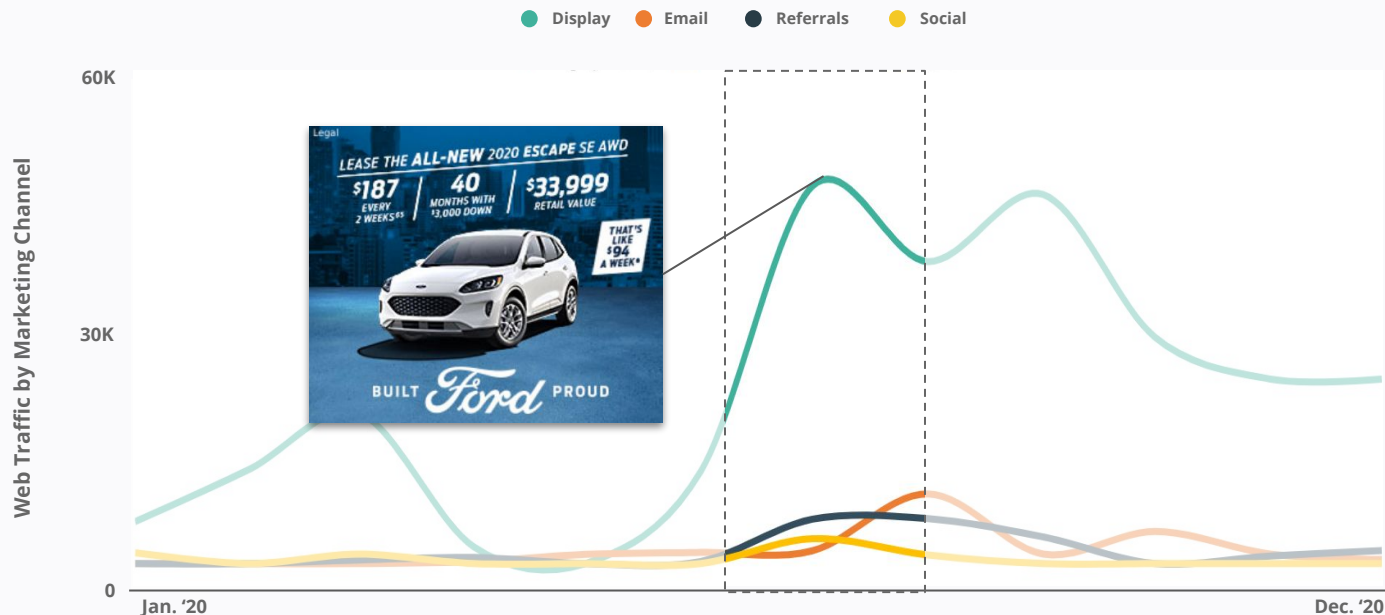 Display
Email
Referrals
Social
Web Traffic by Marketing Channel
60K
30K
0
Jan. ‘20
Dec. ‘20
Legal
LEASE THE ALL-NEW 2020 ESCAPE SE AWD
$187
EVERY
2 WEEKS65
40
MONTHS WITH
$3,000 DOWN
$33,999
RETAIL VALUE
THAT'S
LIKE
$94
A WEEK*
BUILT Ford PROUD